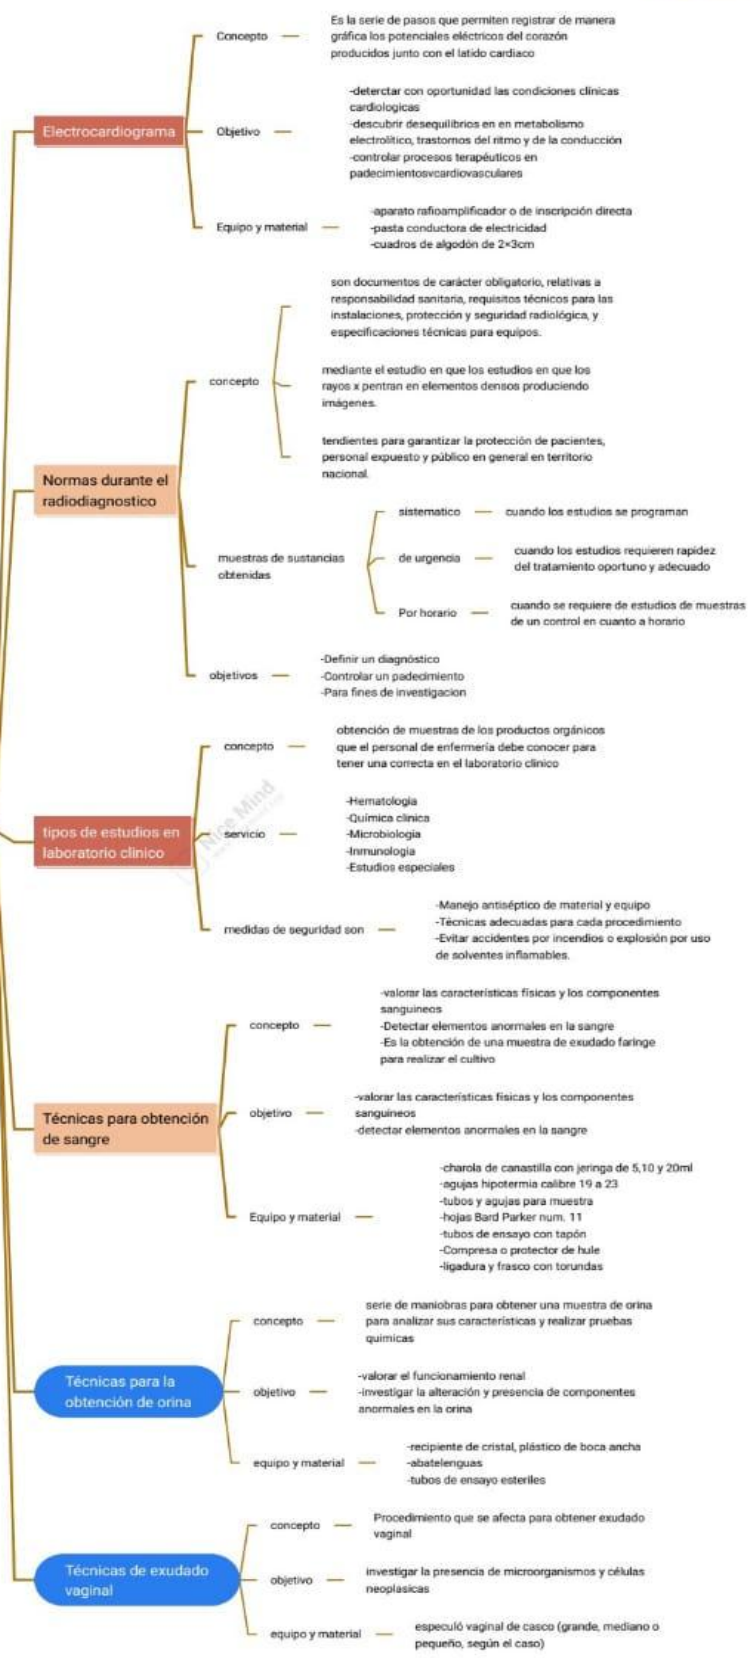 Electrocardiograma
Concepto
Es la serie de pasos que permiten registrar de manera
gráfica los potenciales eléctricos del corazón
producidos junto con el latido cardiaco
Objetivo
-deterctar con oportunidad las condiciones clínicas
cardiologicas
-descubrir desequilibrios en en metabolismo
electrolítico, trastornos del ritmo y de la conducción
-controlar procesos terapéuticos en
padecimientosvcardiovasculares
Equipo y material
-aparato rafioamplificador o de inscripción directa
-pasta conductora de electricidad
-cuadros de algodón de 2×3cm
Normas durante el
radiodiagnostico
concepto
son documentos de carácter obligatorio, relativas a
responsabilidad sanitaria, requisitos técnicos para las
instalaciones, protección y seguridad radiológica, y
especificaciones técnicas para equipos.
mediante el estudio en que los estudios en que los
rayos x pentran en elementos densos produciendo
imágenes.
tendientes para garantizar la protección de pacientes,
personal expuesto y público en general en territorio
nacional.
muestras de sustancias
obtenidas
sistematico
cuando los estudios se programan
de urgencia
cuando los estudios requieren rapidez
del tratamiento oportuno y adecuado
Por horario
cuando se requiere de estudios de muestras
de un control en cuanto a horario
objetivos
-Definir un diagnóstico
-Controlar un padecimiento
-Para fines de investigacion
tipos de estudios en
laboratorio clinico
concepto
obtención de muestras de los productos orgánicos
que el personal de enfermería debe conocer para
tener una correcta en el laboratorio clínico
servicio
-Hematologia
-Química clinica
-Microbiologia
-Inmunologia
-Estudios especiales
medidas de seguridad son
-Manejo antiséptico de material y equipo
-Técnicas adecuadas para cada procedimiento
-Evitar accidentes por incendios o explosión por uso
de solventes inflamables.
Nice Mind
Técnicas para obtención
de sangre
concepto
-valorar las características físicas y los componentes
sanguineos
-Detectar elementos anormales en la sangre
-Es la obtención de una muestra de exudado faringe
para realizar el cultivo
objetivo
-valorar las características físicas y los componentes
sanguineos
-detectar elementos anormales en la sangre
Equipo y material
-charola de canastilla con jeringa de 5,10 y 20ml
-agujas hipotermia calibre 19 a 23
-tubos y agujas para muestra
-hojas Bard Parker num. 11
-tubos de ensayo con tapón
-Compresa o protector de hule
-ligadura y frasco con torundas
Técnicas para la
obtención de orina
concepto
serie de maniobras para obtener una muestra de orina
para analizar sus características y realizar pruebas
quimicas
objetivo
-valorar el funcionamiento renal
-investigar la alteración y presencia de componentes
anormales en la orina
equipo y material
-recipiente de cristal, plástico de boca ancha
-abatelenguas
-tubos de ensayo esteriles
Técnicas de exudado
vaginal
concepto
Procedimiento que se afecta para obtener exudado
vaginal
objetivo
investigar la presencia de microorganismos y células
neoplasicas
equipo y material
especuló vaginal de casco (grande, mediano o
pequeño, según el caso)